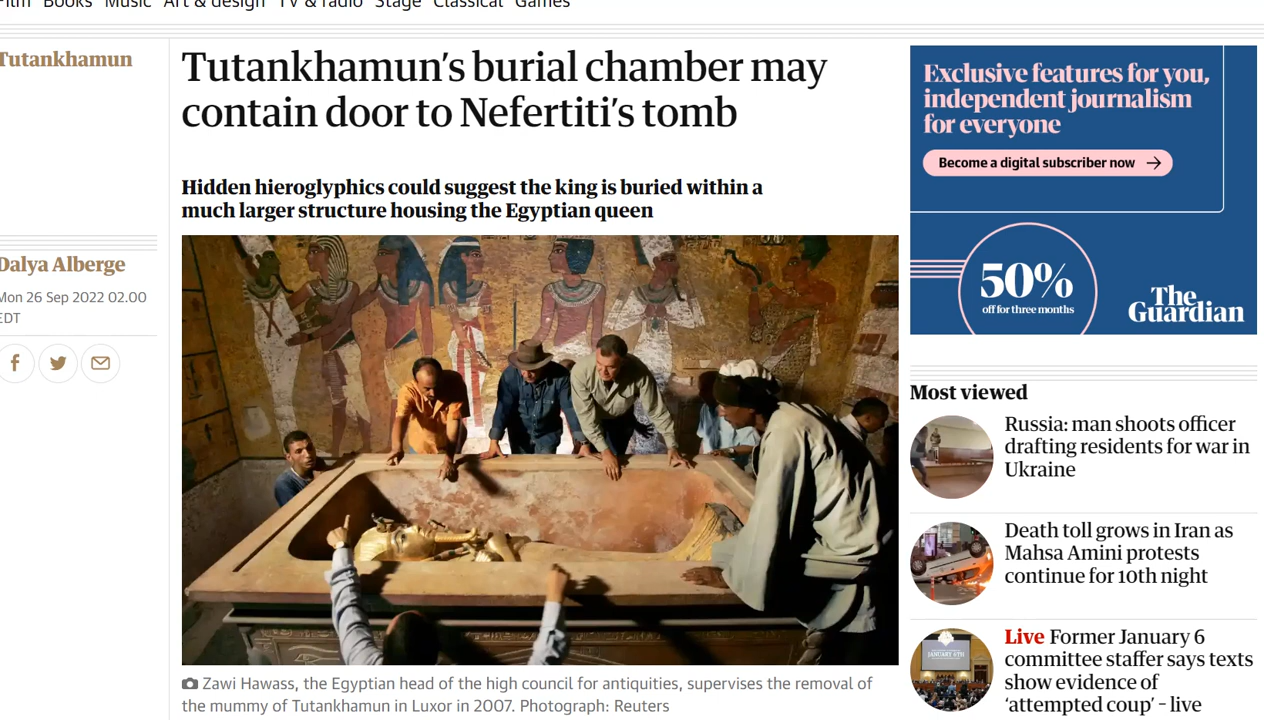 Film Books Music Art & design TV & radio Stage Classical Games
Tutankhamun
Tutankhamun's burial chamber may
contain door to Nefertiti's tomb
Hidden hieroglyphics could suggest the king is buried within a
much larger structure housing the Egyptian queen
Dalya Alberge
Mon 26 Sep 2022 02.00
EDT
Zawi Hawass, the Egyptian head of the high council for antiquities, supervises the removal of
the mummy of Tutankhamun in Luxor in 2007. Photograph: Reuters
Exclusive features for you,
independent journalism
for everyone
Become a digital subscriber now
50%
off for three months
The
Guardian
Most viewed
Russia: man shoots officer
drafting residents for war in
Ukraine
Death toll grows in Iran as
Mahsa Amini protests
continue for 10th night
Live Former January 6
committee staffer says texts
show evidence of
‘attempted coup’ – live